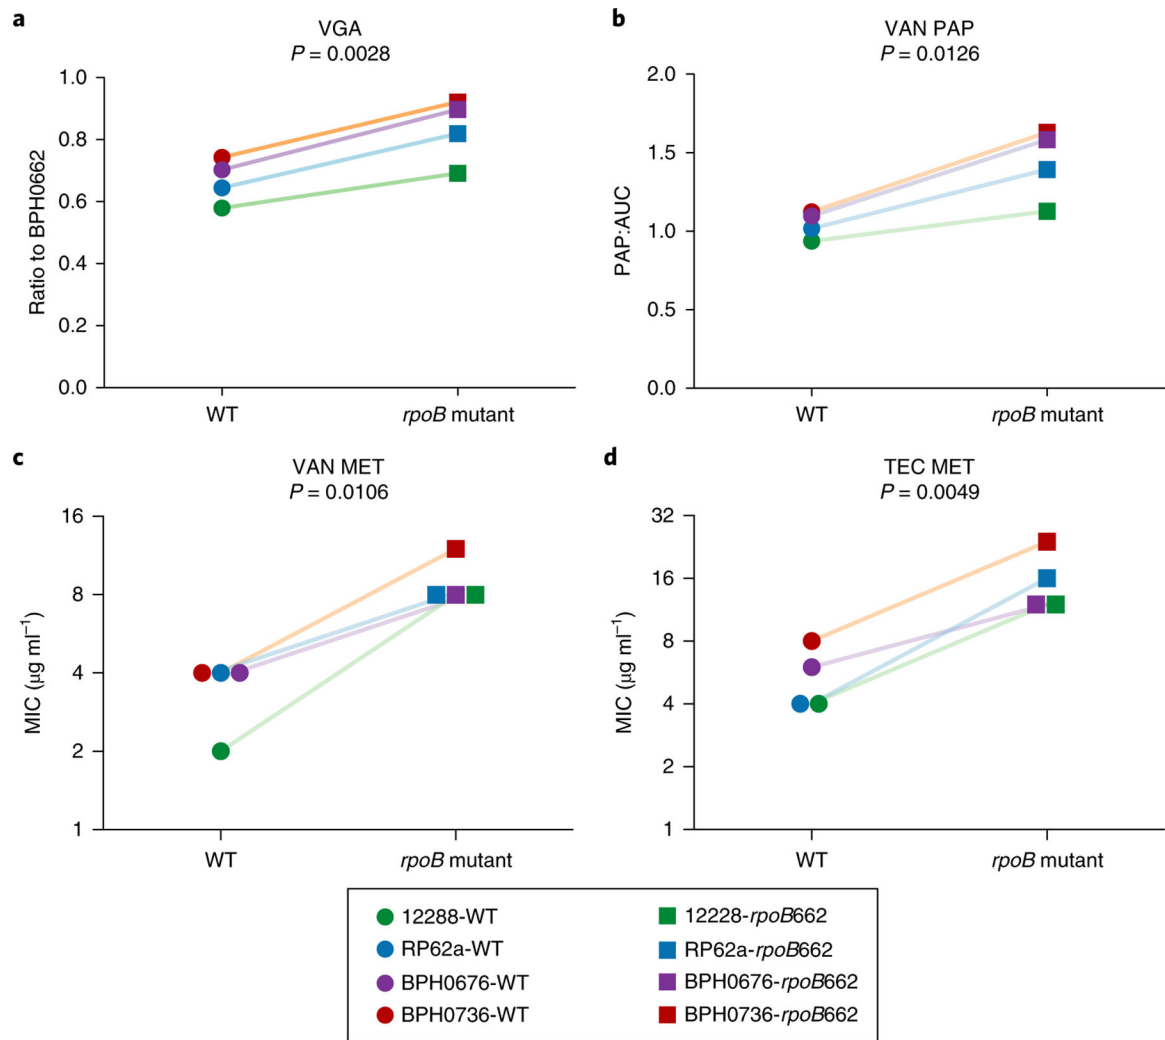 a
VGA
P = 0.0028
Ratio to BPH0662
1.0
0.8
0.6
0.4
0.2
0.0
WT
rpoB mutant
b
VAN PAP
P = 0.0126
PAP:AUC
2.0
1.5
1.0
0.5
0.0
WT
rpoB mutant
c
VAN MET
P = 0.0106
MIC (µg ml⁻¹)
16
8
4
2
1
WT
rpoB mutant
d
TEC MET
P = 0.0049
MIC (µg ml⁻¹)
32
16
8
4
2
1
WT
rpoB mutant
12288-WT
12228-rpoB662
RP62a-WT
RP62a-rpoB662
BPH0676-WT
BPH0676-rpoB662
BPH0736-WT
BPH0736-rpoB662